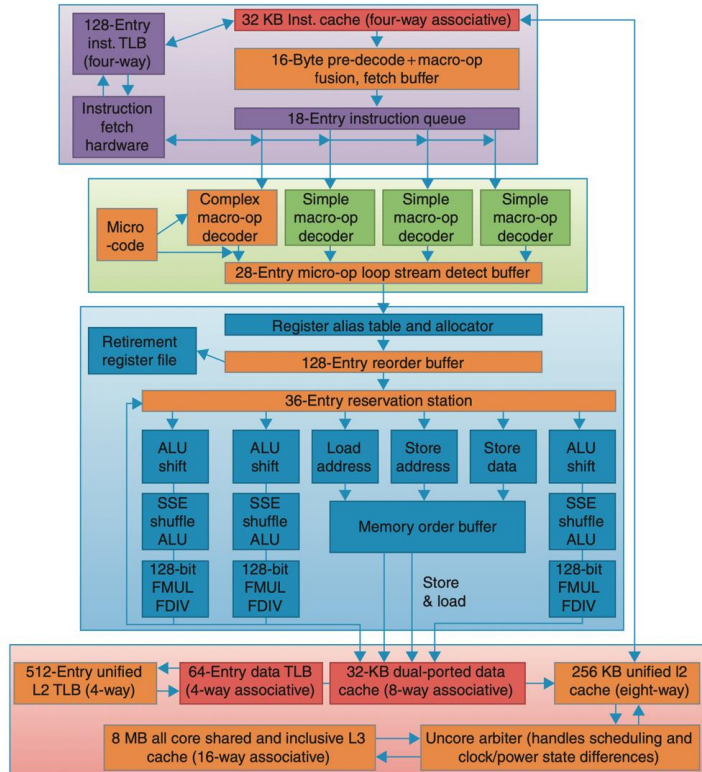 128-Entry
inst. TLB
(four-way)
32 KB Inst. cache (four-way associative)
16-Byte pre-decode+macro-op
fusion, fetch buffer
Instruction
fetch
hardware
18-Entry instruction queue
Micro
-code
Complex
macro-op
decoder
Simple
macro-op
decoder
Simple
macro-op
decoder
Simple
macro-op
decoder
28-Entry micro-op loop stream detect buffer
Register alias table and allocator
Retirement
register file
128-Entry reorder buffer
36-Entry reservation station
ALU
shift
ALU
shift
Load
address
Store
address
Store
data
ALU
shift
SSE
shuffle
ALU
SSE
shuffle
ALU
Memory order buffer
SSE
shuffle
ALU
128-bit
FMUL
FDIV
128-bit
FMUL
FDIV
Store
& load
128-bit
FMUL
FDIV
512-Entry unified
L2 TLB (4-way)
64-Entry data TLB
(4-way associative)
32-KB dual-ported data
cache (8-way associative)
256 KB unified l2
cache (eight-way)
8 MB all core shared and inclusive L3
cache (16-way associative)
Uncore arbiter (handles scheduling and
clock/power state differences)